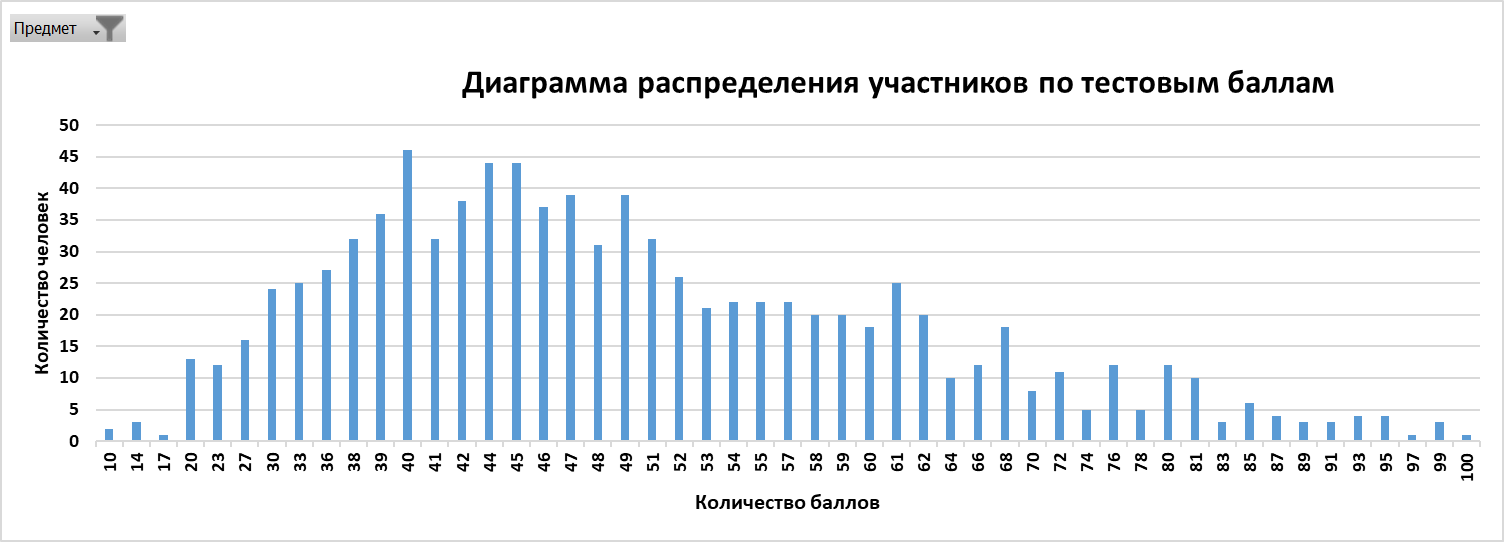 Предмет
Диаграмма распределения участников по тестовым баллам
Количество человек
50
45
40
35
30
25
20
15
10
5
0
10 14 17 20 23 27 30 33 36 38 39 40 41 42 44 45 46 47 48 49 51 52 53 54 55 57 58 59 60 61 62 64 66 68 70 72 74 76 78 80 81 83 85 87 89 91 93 95 97 99 100
Количество баллов